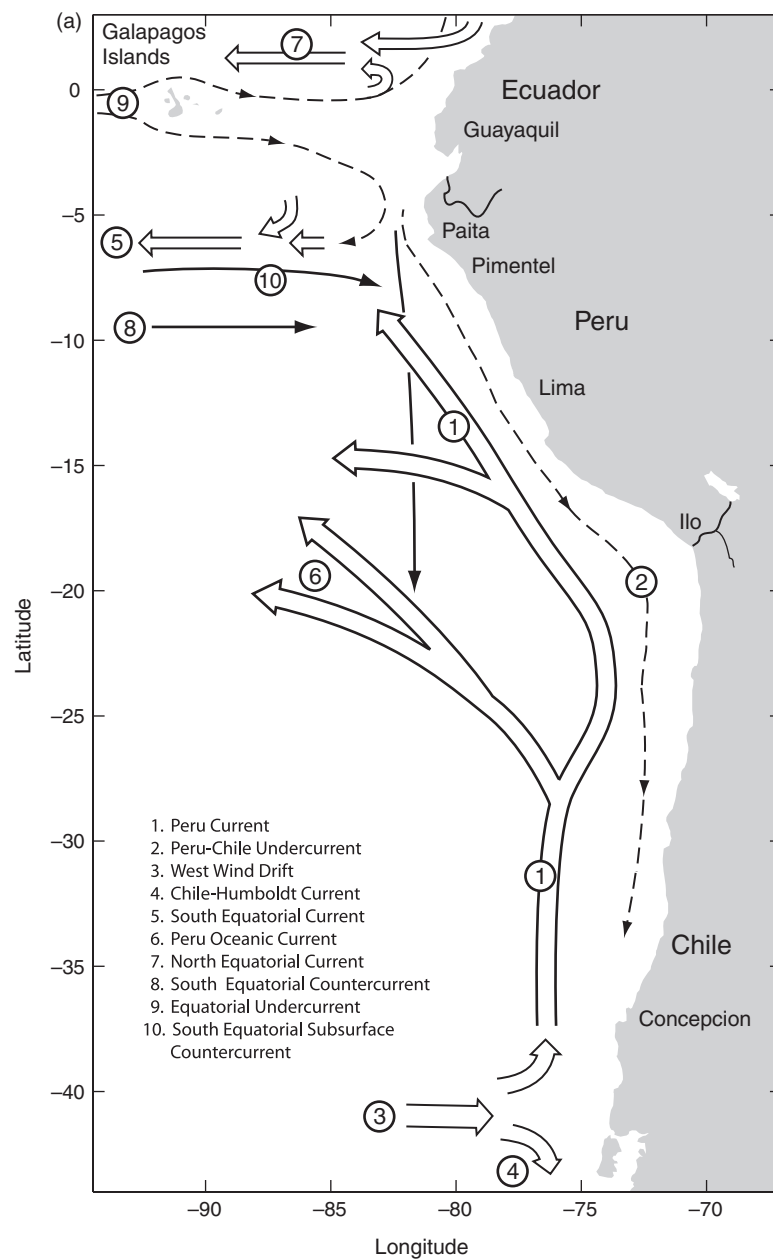 (a)
Galapagos
Islands
7
0
9
Ecuador
Guayaquil
−5
5
Paita
10
Pimentel
8
Peru
−10
Lima
1
−15
Ilo
6
2
−20
Latitude
−25
1. Peru Current
2. Peru-Chile Undercurrent
3. West Wind Drift
4. Chile-Humboldt Current
5. South Equatorial Current
6. Peru Oceanic Current
7. North Equatorial Current
8. South Equatorial Countercurrent
9. Equatorial Undercurrent
10. South Equatorial Subsurface
Countercurrent
−30
1
−35
Chile
Concepcion
−40
3
4
−90
−85
−80
−75
−70
Longitude